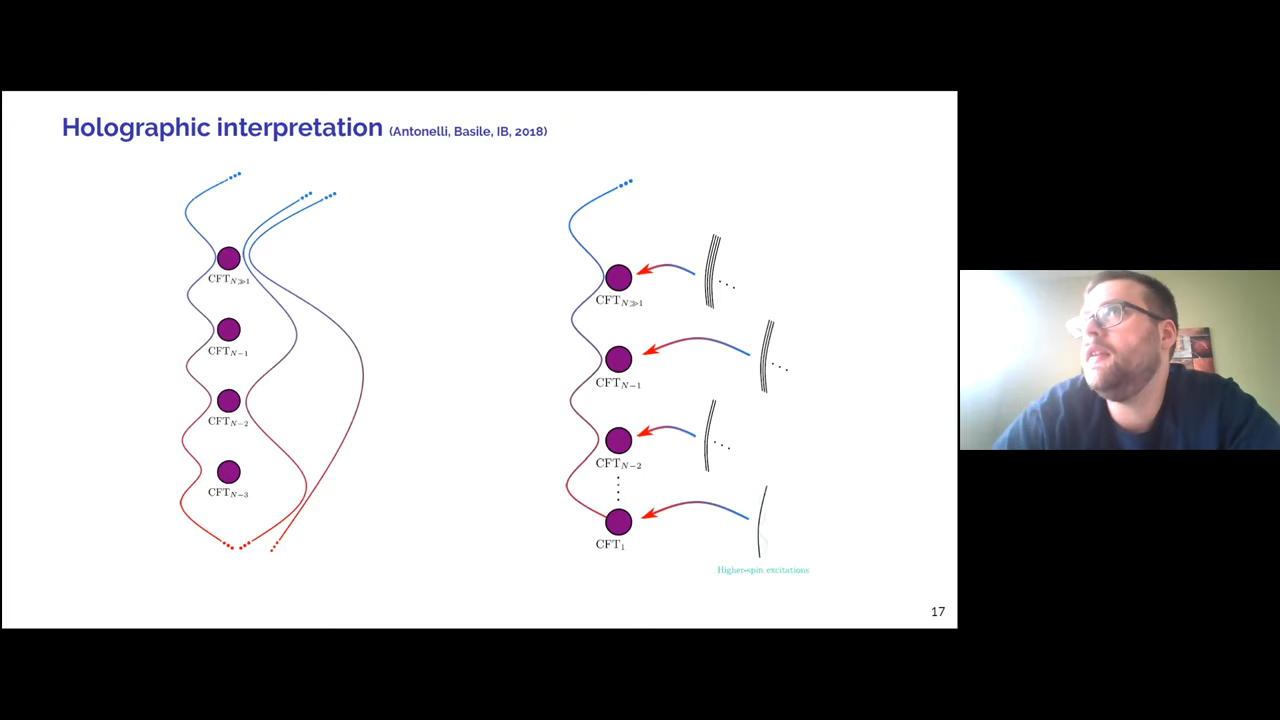 Holographic interpretation (Antonelli, Basile, IB, 2018)
CFT_{N≫1}
CFT_{N−1}
CFT_{N−2}
CFT_{N−3}
CFT_{N≫1}
CFT_{N−1}
CFT_{N−2}
CFT_1
Higher-spin excitations
17